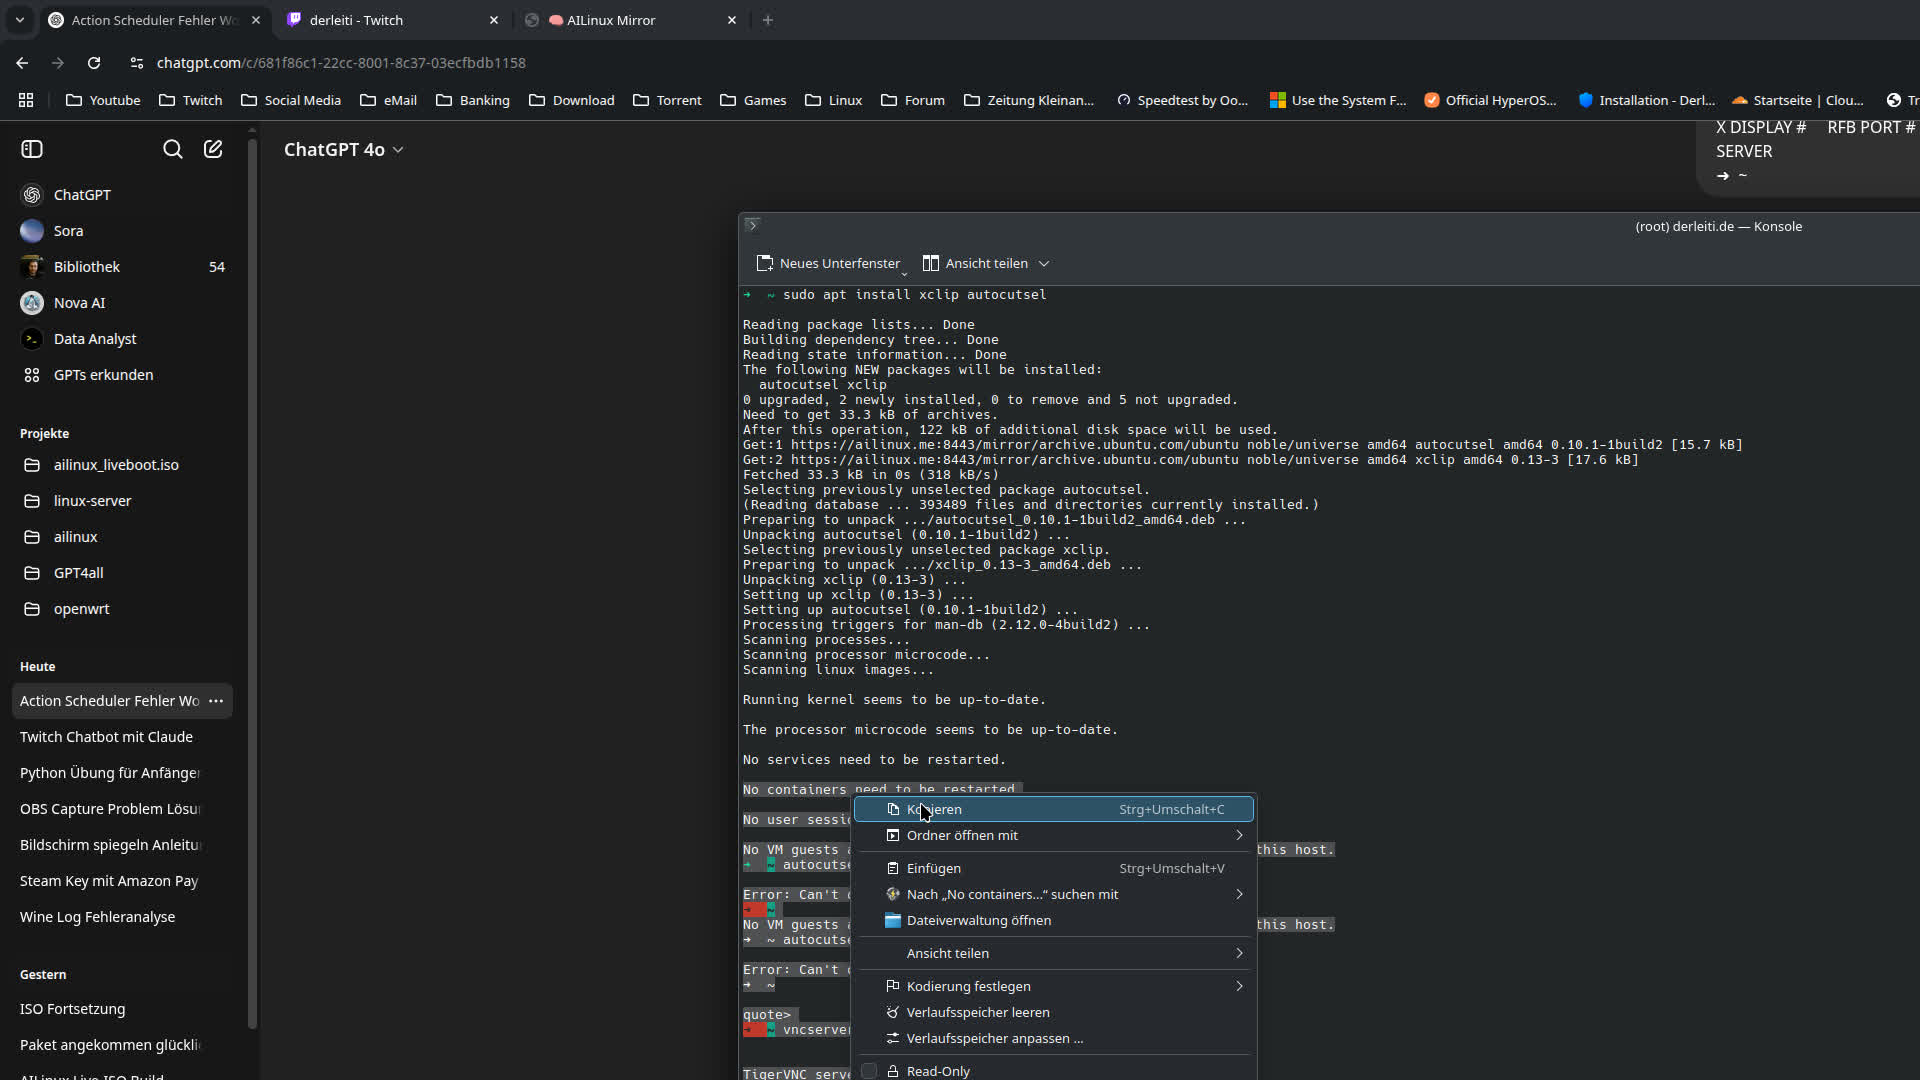 Action Scheduler Fehler Wo
derleiti - Twitch
AILinux Mirror
chatgpt.com/c/681f86c1-22cc-8001-8c37-03ecfbdb1158
Youtube
Twitch
Social Media
eMail
Banking
Download
Torrent
Games
Linux
Forum
Zeitung Kleinan...
Speedtest by Oo...
Use the System F...
Official HyperOS...
Installation - Derl...
Startseite | Clou...
Tr
ChatGPT 4o
X DISPLAY # RFB PORT #
SERVER
➜ ~
ChatGPT
Sora
Bibliothek 54
Nova AI
Data Analyst
GPTs erkunden
Projekte
ailinux_liveboot.iso
linux-server
ailinux
GPT4all
openwrt
Heute
Action Scheduler Fehler Wo
Twitch Chatbot mit Claude
Python Übung für Anfänger
OBS Capture Problem Lösu
Bildschirm spiegeln Anleitu
Steam Key mit Amazon Pay
Wine Log Fehleranalyse
Gestern
ISO Fortsetzung
Paket angekommen glückli
AILinux Live ISO Build
(root) derleiti.de — Konsole
Neues Unterfenster
Ansicht teilen
➜ ~ sudo apt install xclip autocutsel
Reading package lists... Done
Building dependency tree... Done
Reading state information... Done
The following NEW packages will be installed:
autocutsel xclip
0 upgraded, 2 newly installed, 0 to remove and 5 not upgraded.
Need to get 33.3 kB of archives.
After this operation, 122 kB of additional disk space will be used.
Get:1 https://ailinux.me:8443/mirror/archive.ubuntu.com/ubuntu noble/universe amd64 autocutsel amd64 0.10.1-1build2 [15.7 kB]
Get:2 https://ailinux.me:8443/mirror/archive.ubuntu.com/ubuntu noble/universe amd64 xclip amd64 0.13-3 [17.6 kB]
Fetched 33.3 kB in 0s (318 kB/s)
Selecting previously unselected package autocutsel.
(Reading database ... 393489 files and directories currently installed.)
Preparing to unpack .../autocutsel_0.10.1-1build2_amd64.deb ...
Unpacking autocutsel (0.10.1-1build2) ...
Selecting previously unselected package xclip.
Preparing to unpack .../xclip_0.13-3_amd64.deb ...
Unpacking xclip (0.13-3) ...
Setting up xclip (0.13-3) ...
Setting up autocutsel (0.10.1-1build2) ...
Processing triggers for man-db (2.12.0-4build2) ...
Scanning processes...
Scanning processor microcode...
Scanning linux images...
Running kernel seems to be up-to-date.
The processor microcode seems to be up-to-date.
No services need to be restarted.
No containers need to be restarted.
No user sessi
No VM guests a this host.
➜ ~ autocutse
Error: Can't o
➜ ~
No VM guests a this host.
➜ ~ autocutse
Error: Can't o
➜ ~
quote>
➜ ~ vncserver
TigerVNC serve
Kopieren Strg+Umschalt+C
Ordner öffnen mit
Einfügen Strg+Umschalt+V
Nach „No containers...“ suchen mit
Dateiverwaltung öffnen
Ansicht teilen
Kodierung festlegen
Verlaufsspeicher leeren
Verlaufsspeicher anpassen ...
Read-Only